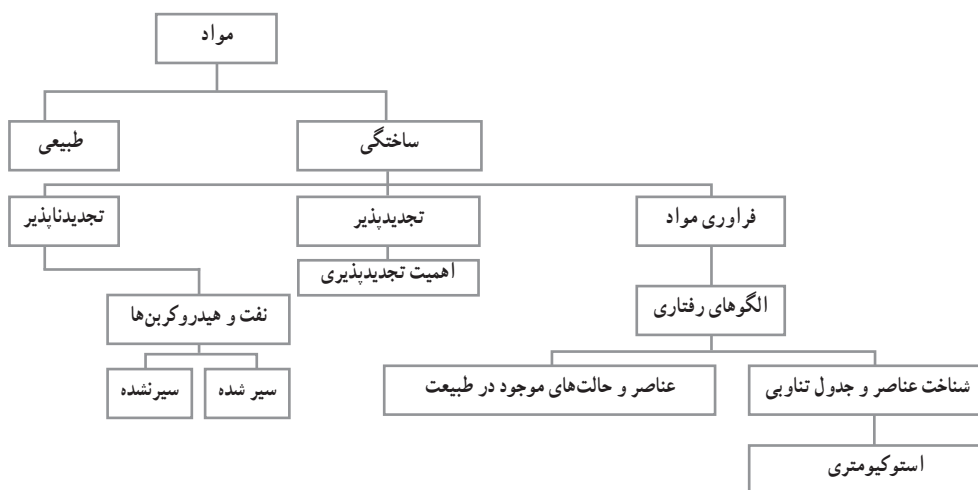 مواد
ساختگی
طبیعی
فراوری مواد
تجدیدپذیر
تجدیدناپذیر
اهمیت تجدیدپذیری
الگوهای رفتاری
نفت و هیدروکربن‌ها
شناخت عناصر و جدول تناوبی
عناصر و حالت‌های موجود در طبیعت
سیر شده
سیرنشده
استوکیومتری